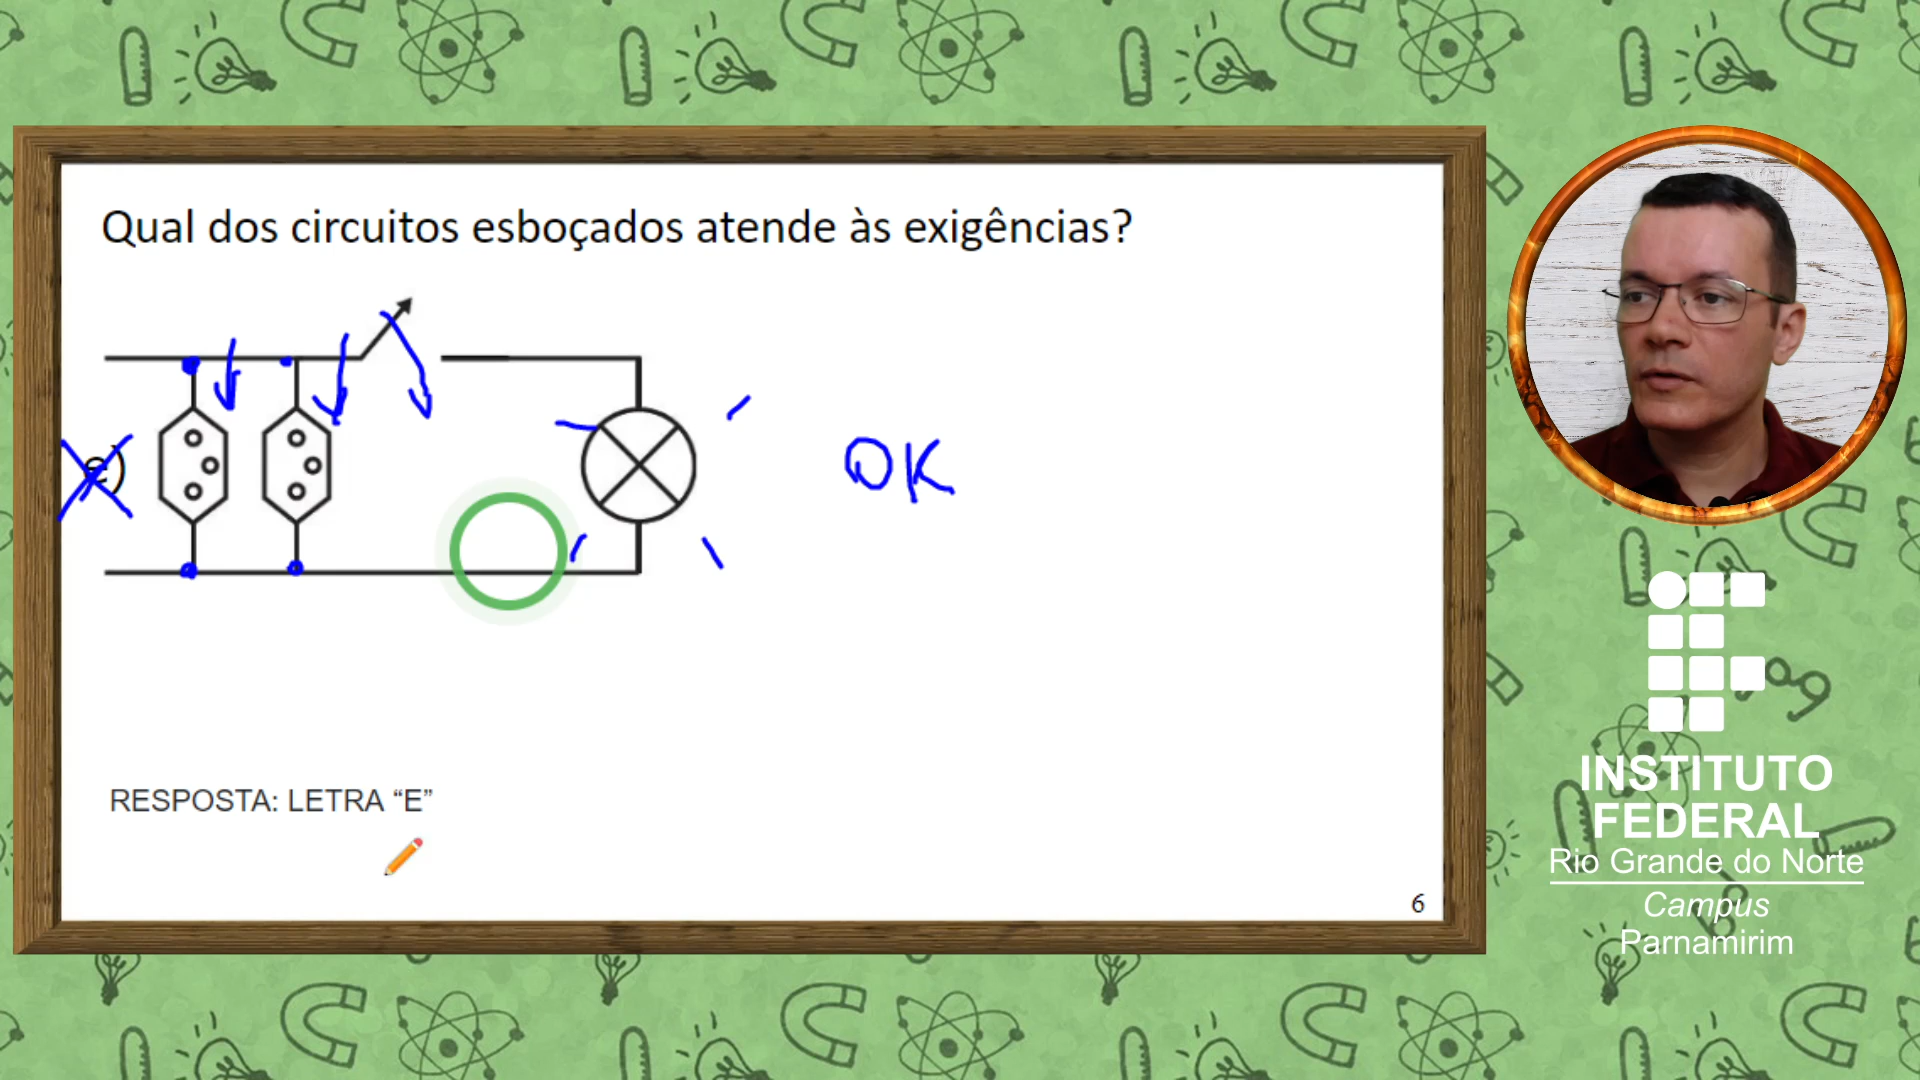 Qual dos circuitos esboçados atende às exigências?
e)
OK
RESPOSTA: LETRA “E”
6
INSTITUTO
FEDERAL
Rio Grande do Norte
Campus
Parnamirim